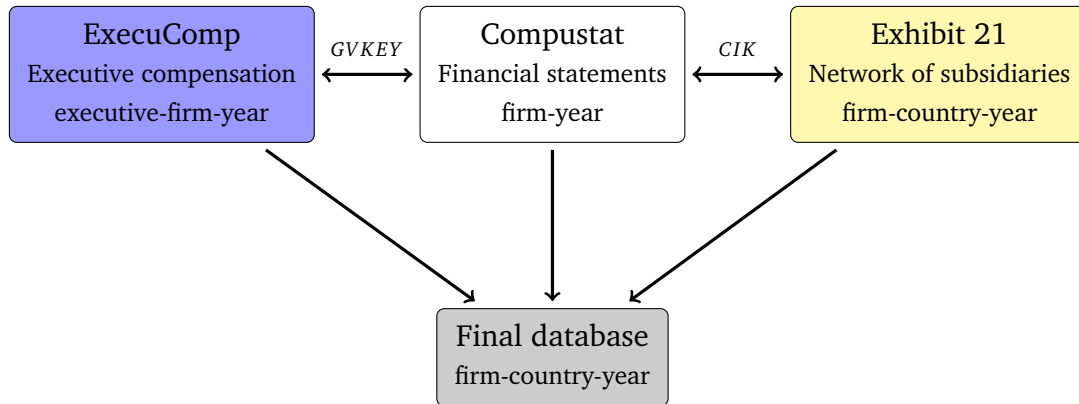 ExecuComp
Executive compensation
executive-firm-year
GVKEY
Compustat
Financial statements
firm-year
CIK
Exhibit 21
Network of subsidiaries
firm-country-year
Final database
firm-country-year